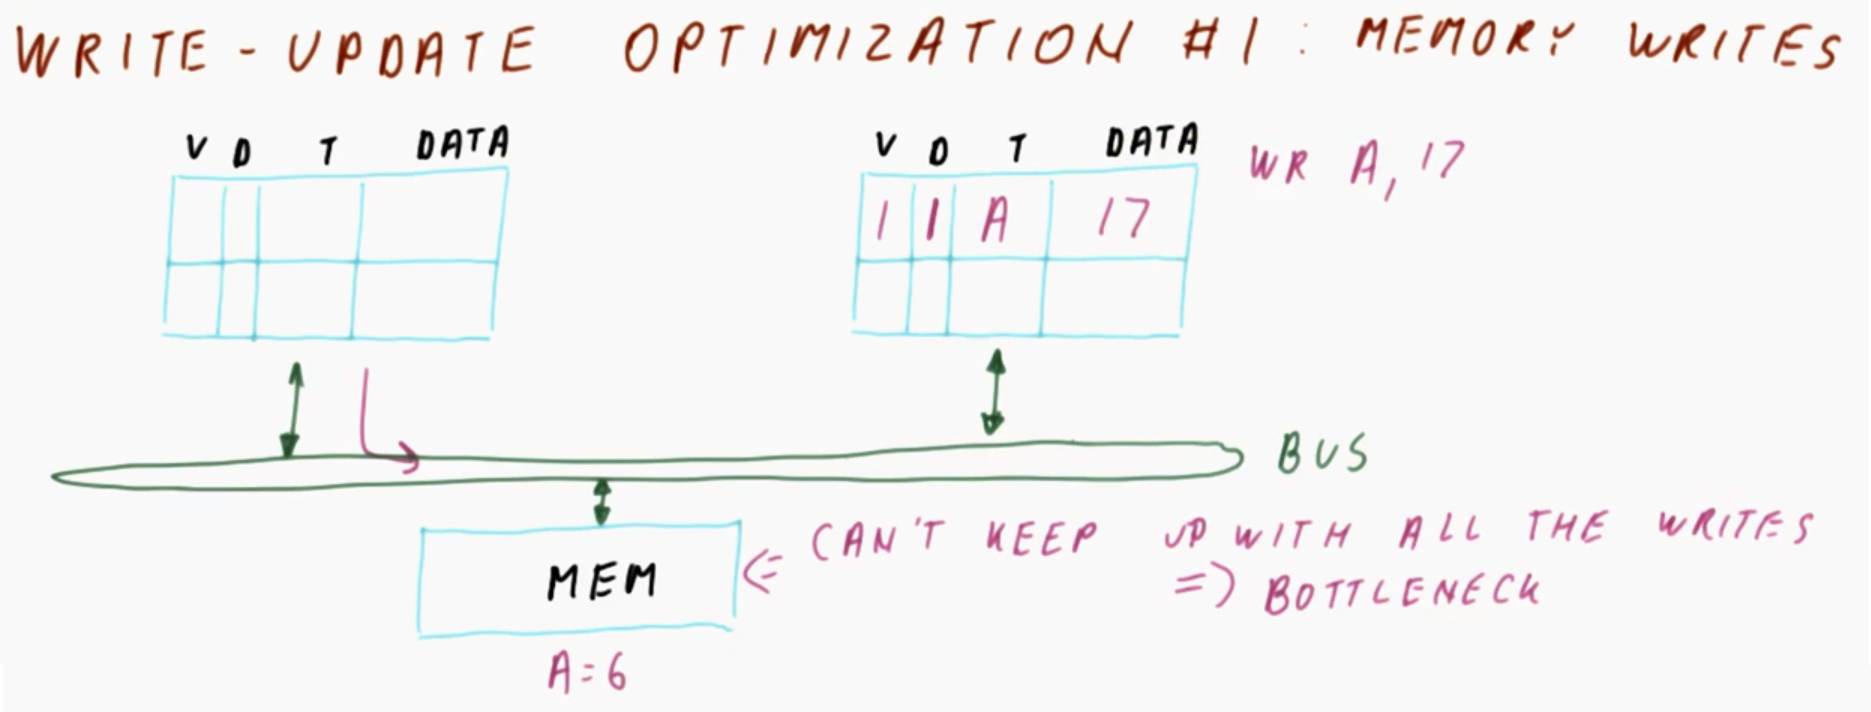 WRITE-UPDATE OPTIMIZATION #1: MEMORY WRITES
V D T DATA
V D T DATA
WR A, 17
1 1 A 17
BUS
MEM
<= CAN'T KEEP UP WITH ALL THE WRITES
=> BOTTLENECK
A=6